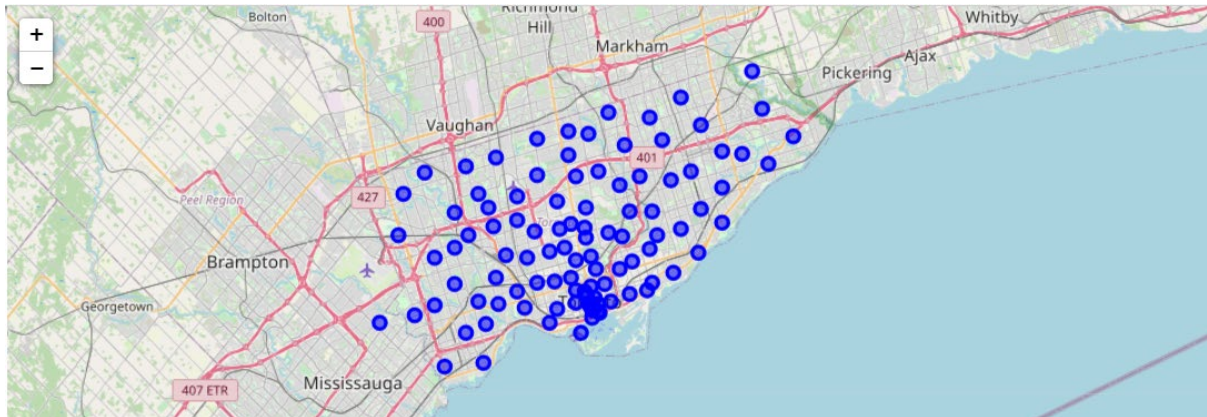 Bolton
400
Richmond
Hill
Whitby
+
Markham
Ajax
−
Pickering
Vaughan
401
427
Peel Region
Brampton
Georgetown
Mississauga
407 ETR